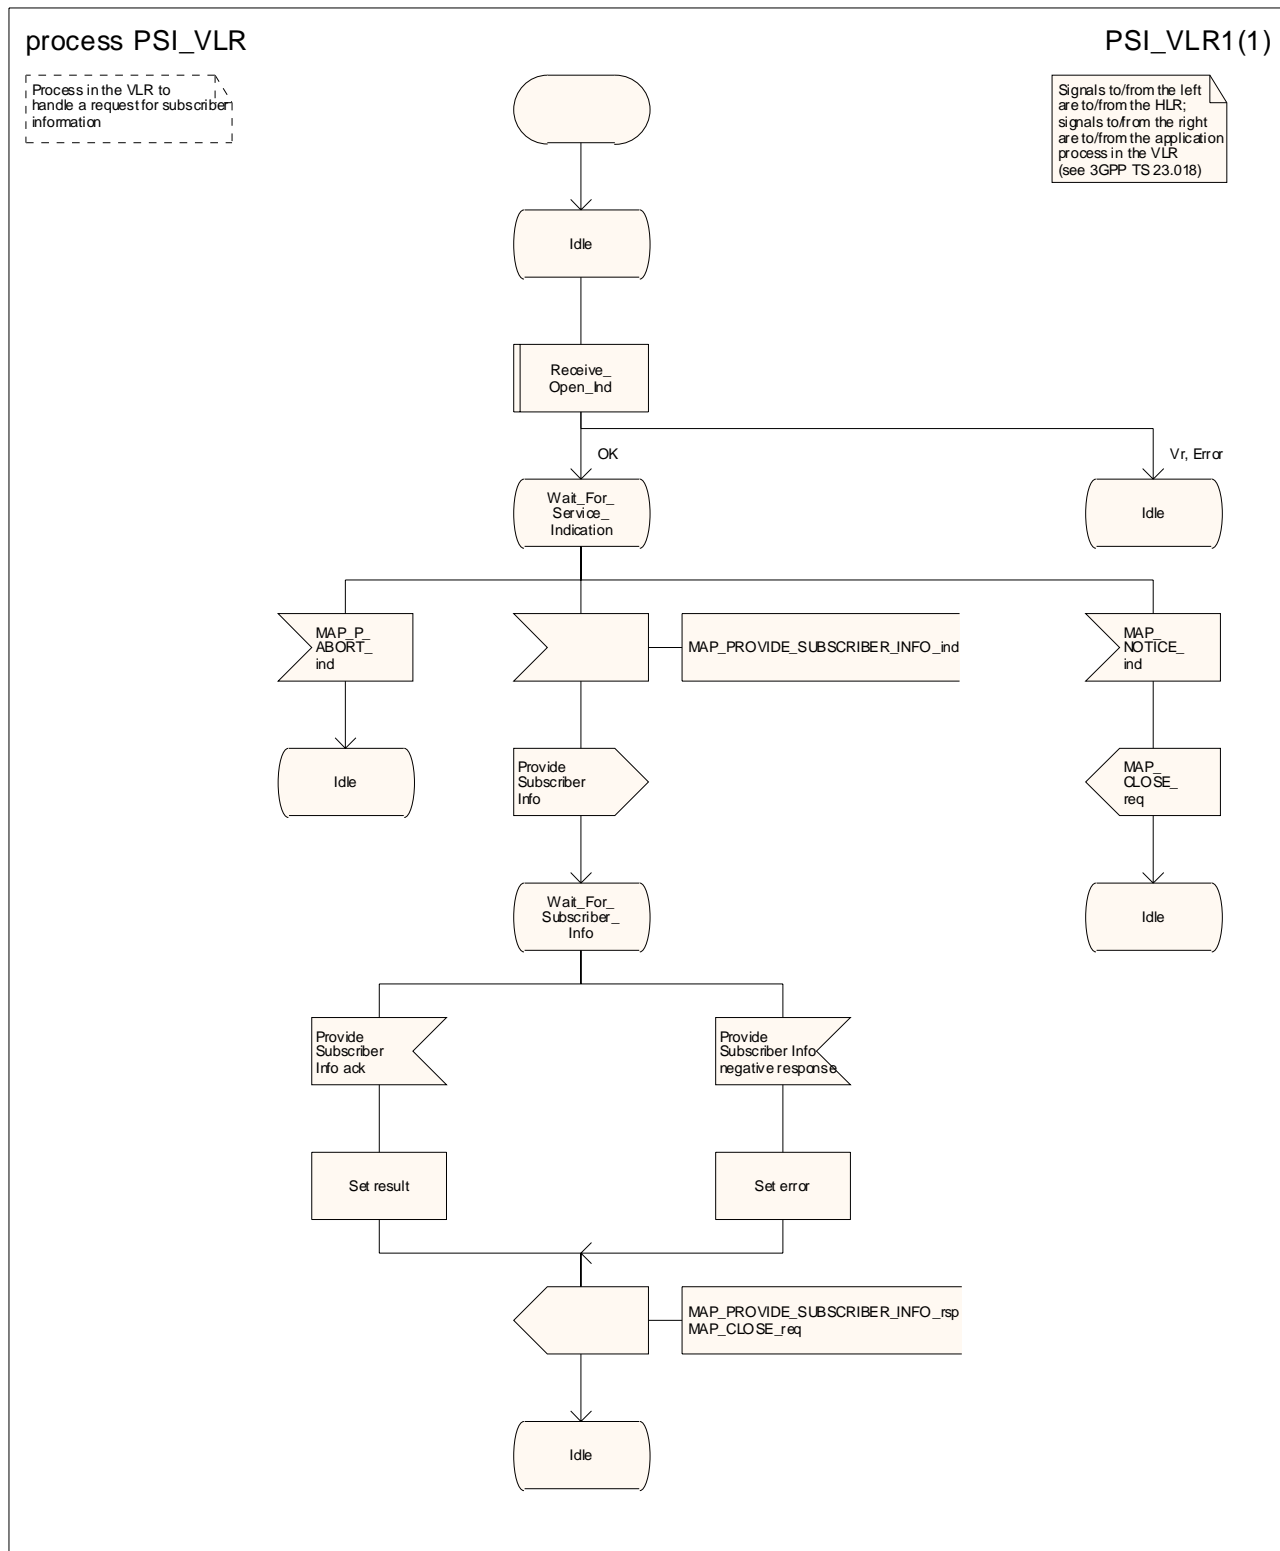 process PSI_VLR
PSI_VLR1(1)
Process in the VLR to
handle a request for subscriber
information
Signals to/from the left
are to/from the HLR;
signals to/from the right
are to/from the application
process in the VLR
(see 3GPP TS 23.018)
Idle
Receive_
Open_Ind
OK
Vr, Error
Wait_For_
Service_
Indication
Idle
MAP_P_
ABORT_
ind
MAP_PROVIDE_SUBSCRIBER_INFO_ind
MAP_
NOTICE_
ind
Idle
Provide
Subscriber
Info
MAP_
CLOSE_
req
Wait_For_
Subscriber_
Info
Idle
Provide
Subscriber
Info ack
Provide
Subscriber Info
negative response
Set result
Set error
MAP_PROVIDE_SUBSCRIBER_INFO_rsp
MAP_CLOSE_req
Idle